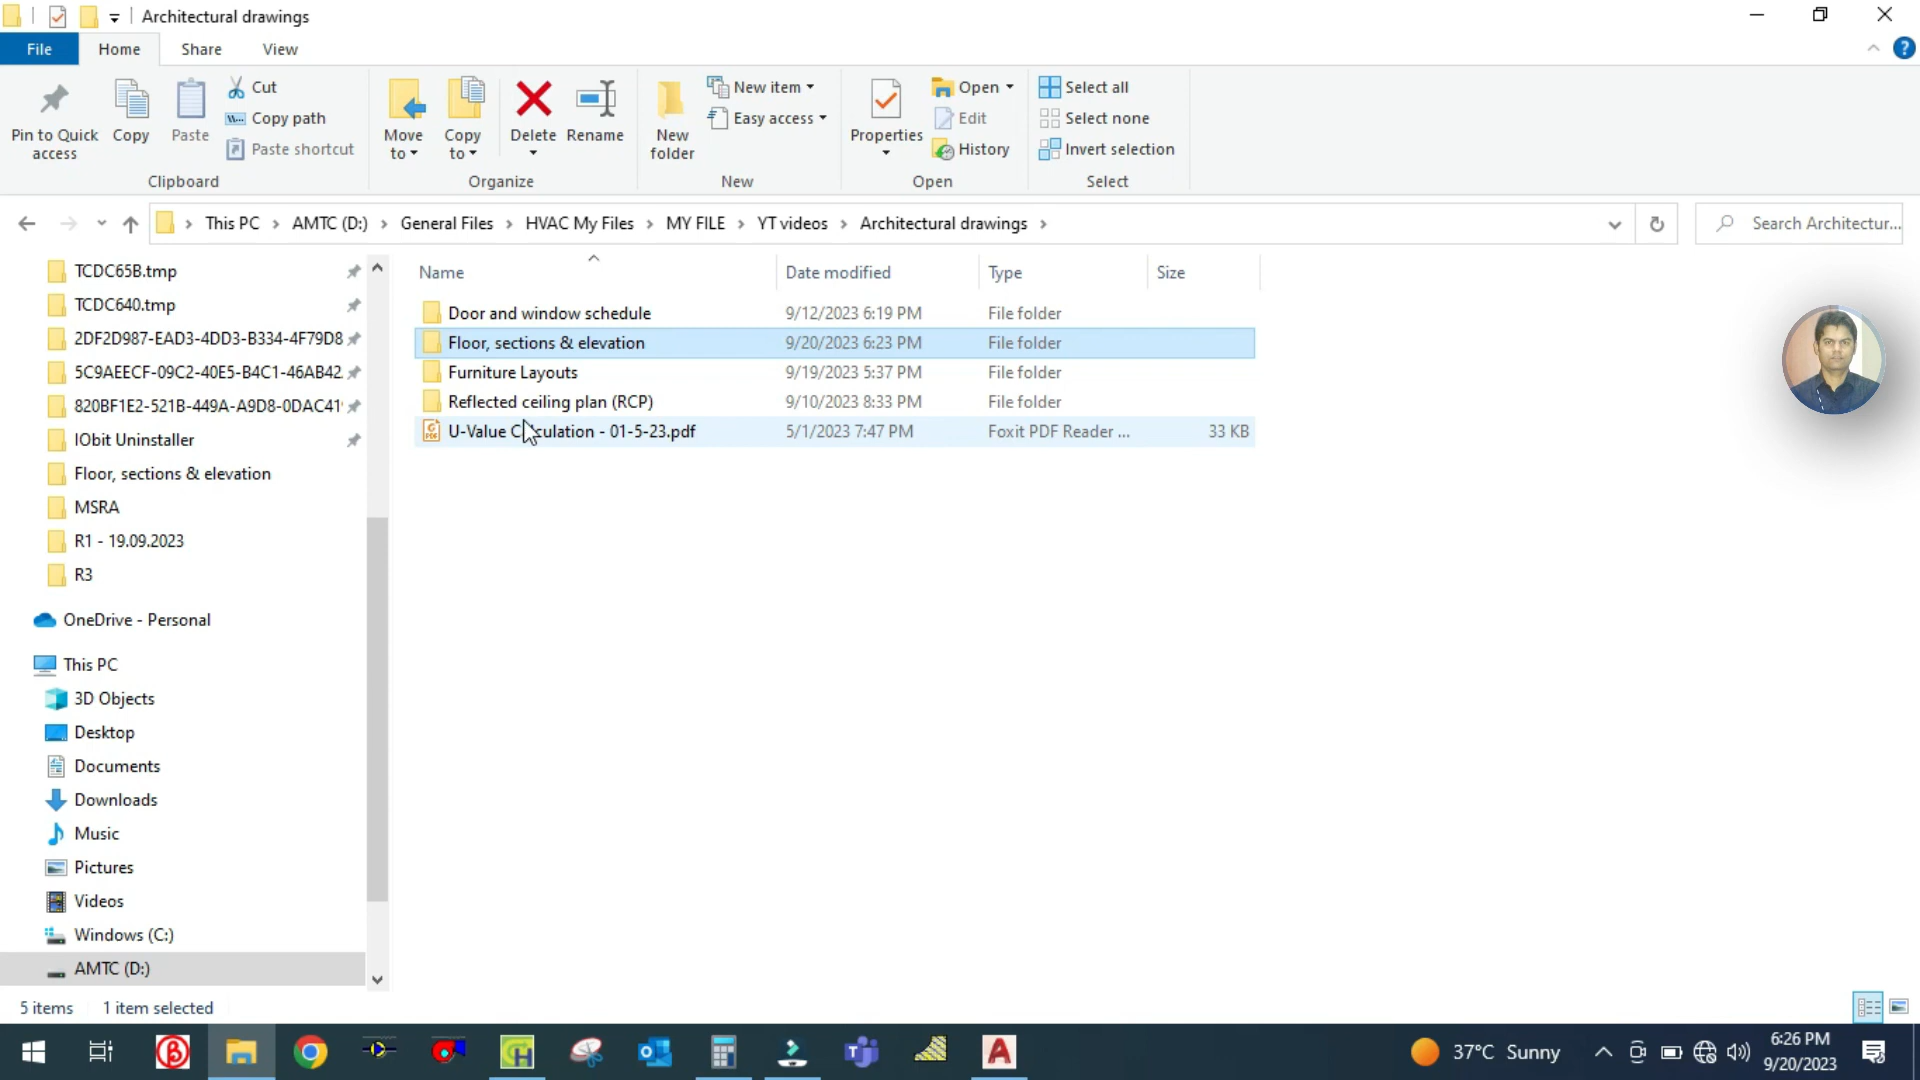 Architectural drawings
File Home Share View
Pin to Quick access
Copy
Paste
Cut
Copy path
Paste shortcut
Clipboard
Move to
Copy to
Delete
Rename
Organize
New folder
New item
Easy access
New
Properties
Open
Edit
History
Open
Select all
Select none
Invert selection
Select
This PC > AMTC (D:) > General Files > HVAC My Files > MY FILE > YT videos > Architectural drawings >
Search Architectur...
TCDC65B.tmp
TCDC640.tmp
2DF2D987-EAD3-4DD3-B334-4F79D8
5C9AEECF-09C2-40E5-B4C1-46AB42
820BF1E2-521B-449A-A9D8-0DAC41
IObit Uninstaller
Floor, sections & elevation
MSRA
R1 - 19.09.2023
R3
OneDrive - Personal
This PC
3D Objects
Desktop
Documents
Downloads
Music
Pictures
Videos
Windows (C:)
AMTC (D:)
Name Date modified Type Size
Door and window schedule 9/12/2023 6:19 PM File folder
Floor, sections & elevation 9/20/2023 6:23 PM File folder
Furniture Layouts 9/19/2023 5:37 PM File folder
Reflected ceiling plan (RCP) 9/10/2023 8:33 PM File folder
U-Value Calculation - 01-5-23.pdf 5/1/2023 7:47 PM Foxit PDF Reader ... 33 KB
5 items 1 item selected
37°C Sunny
6:26 PM
9/20/2023